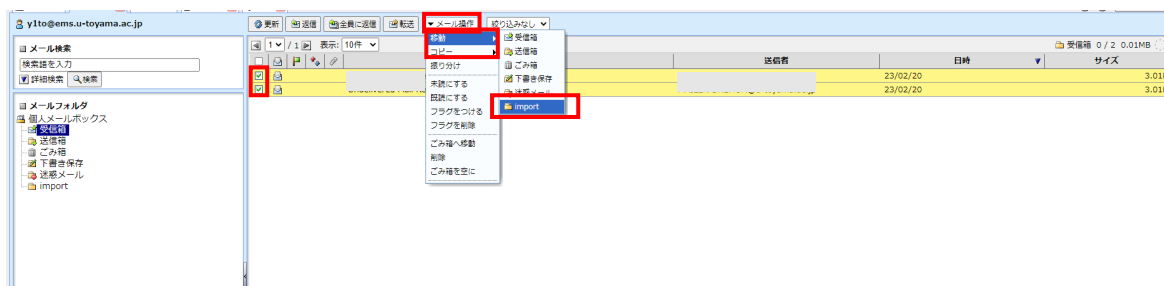 y1to@ems.u-toyama.ac.jp
更新 返信 全員に返信 転送 ▼メール操作 絞り込みなし
メール検索
検索語を入力
詳細検索 検索
メールフォルダ
個人メールボックス
受信箱
送信箱
ごみ箱
下書き保存
迷惑メール
import
1 / 1 表示: 10件
受信箱 0 / 2 0.01MB
送信者 日時 ▼ サイズ
23/02/20 3.01
23/02/20 3.01
移動
コピー
振り分け
未読にする
既読にする
フラグをつける
フラグを削除
ごみ箱へ移動
削除
ごみ箱を空に
受信箱
送信箱
ごみ箱
下書き保存
迷惑メール
import